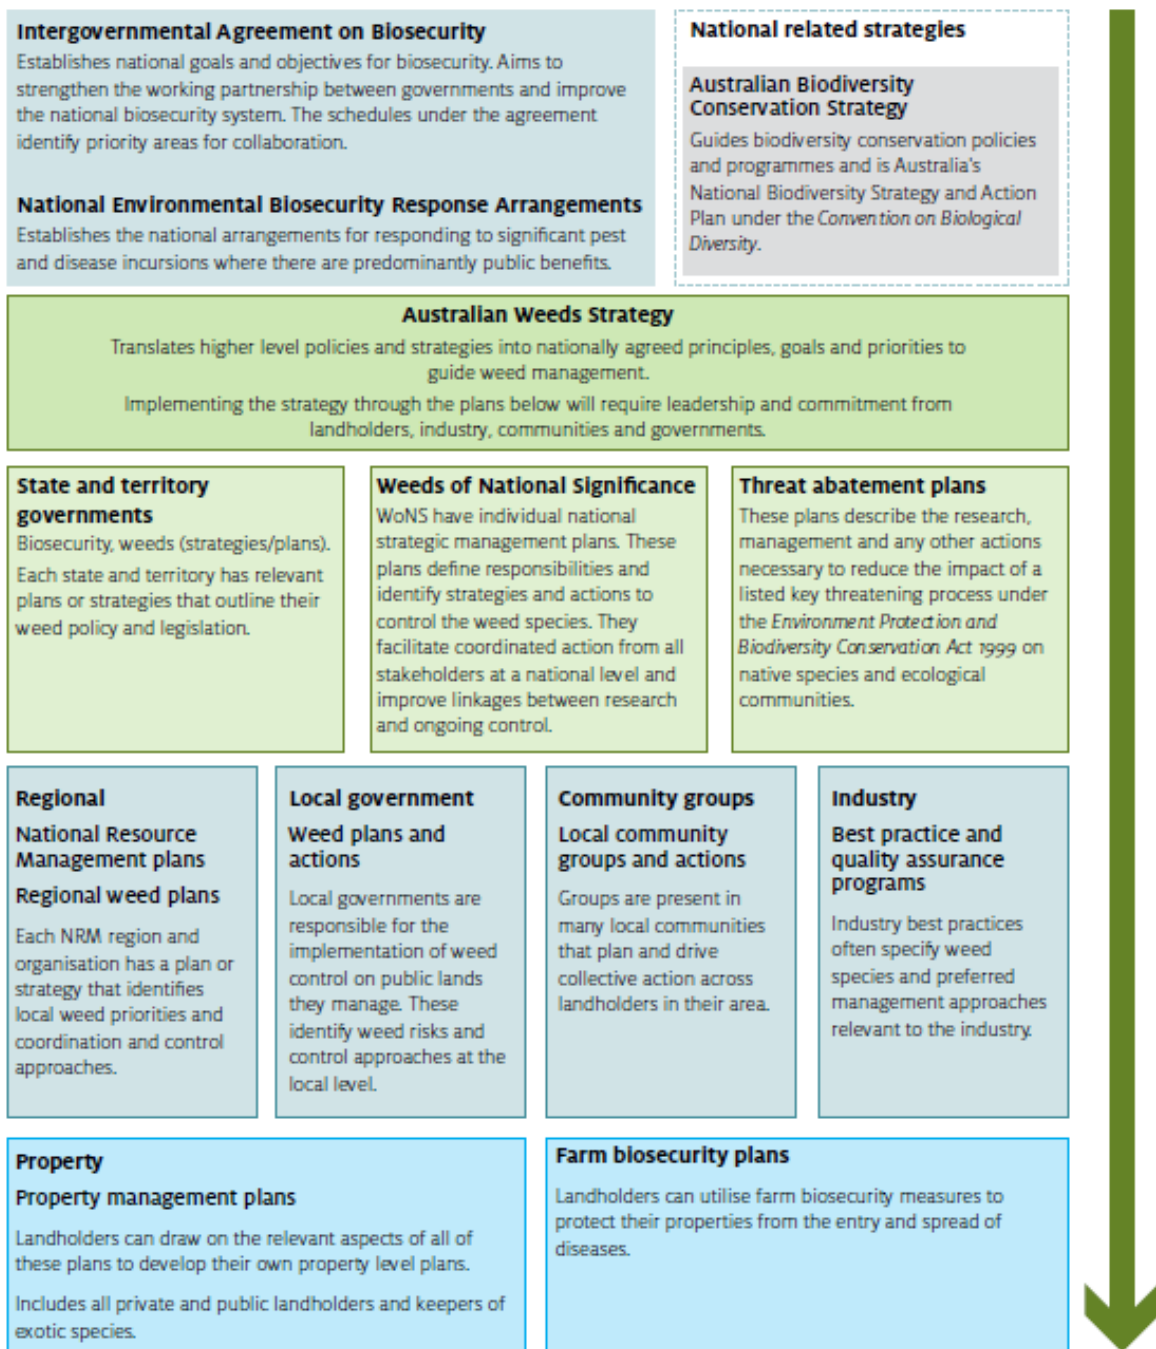 Intergovernmental Agreement on Biosecurity
Establishes national goals and objectives for biosecurity. Aims to
strengthen the working partnership between governments and improve
the national biosecurity system. The schedules under the agreement
identify priority areas for collaboration.
National Environmental Biosecurity Response Arrangements
Establishes the national arrangements for responding to significant pest
and disease incursions where there are predominantly public benefits.
National related strategies
Australian Biodiversity
Conservation Strategy
Guides biodiversity conservation policies
and programmes and is Australia's
National Biodiversity Strategy and Action
Plan under the Convention on Biological
Diversity.
Australian Weeds Strategy
Translates higher level policies and strategies into nationally agreed principles, goals and priorities to
guide weed management.
Implementing the strategy through the plans below will require leadership and commitment from
landholders, industry, communities and governments.
State and territory
governments
Biosecurity, weeds (strategies/plans).
Each state and territory has relevant
plans or strategies that outline their
weed policy and legislation.
Weeds of National Significance
WoNS have individual national
strategic management plans. These
plans define responsibilities and
identify strategies and actions to
control the weed species. They
facilitate coordinated action from all
stakeholders at a national level and
improve linkages between research
and ongoing control.
Threat abatement plans
These plans describe the research,
management and any other actions
necessary to reduce the impact of a
listed key threatening process under
the Environment Protection and
Biodiversity Conservation Act 1999 on
native species and ecological
communities.
Regional
National Resource
Management plans
Regional weed plans
Each NRM region and
organisation has a plan or
strategy that identifies
local weed priorities and
coordination and control
approaches.
Local government
Weed plans and
actions
Local governments are
responsible for the
implementation of weed
control on public lands
they manage. These
identify weed risks and
control approaches at the
local level.
Community groups
Local community
groups and actions
Groups are present in
many local communities
that plan and drive
collective action across
landholders in their area.
Industry
Best practice and
quality assurance
programs
Industry best practices
often specify weed
species and preferred
management approaches
relevant to the industry.
Property
Property management plans
Landholders can draw on the relevant aspects of all of
these plans to develop their own property level plans.
Includes all private and public landholders and keepers of
exotic species.
Farm biosecurity plans
Landholders can utilise farm biosecurity measures to
protect their properties from the entry and spread of
diseases.